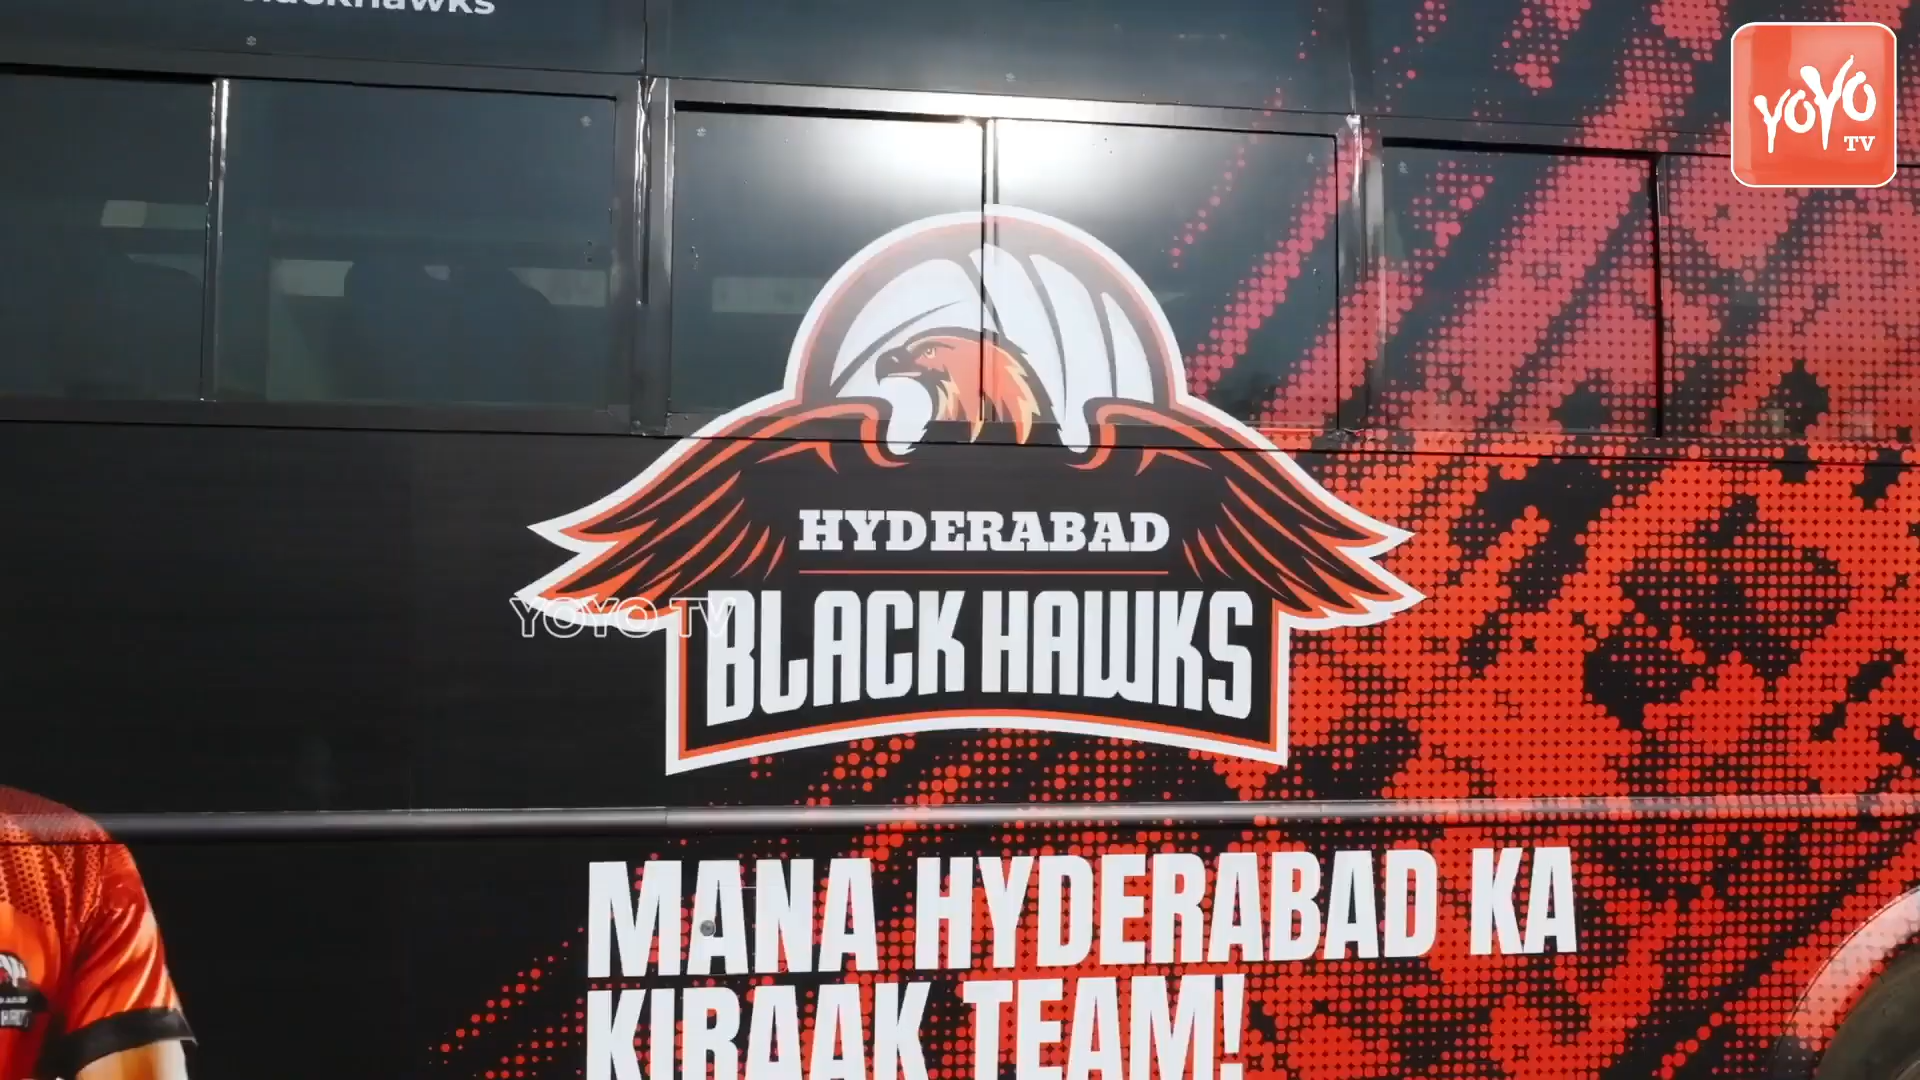 YOYO
TV
HYDERABAD
YOYO TV
BLACK HAWKS
MANA HYDERABAD KA
KIRAAK TEAM!